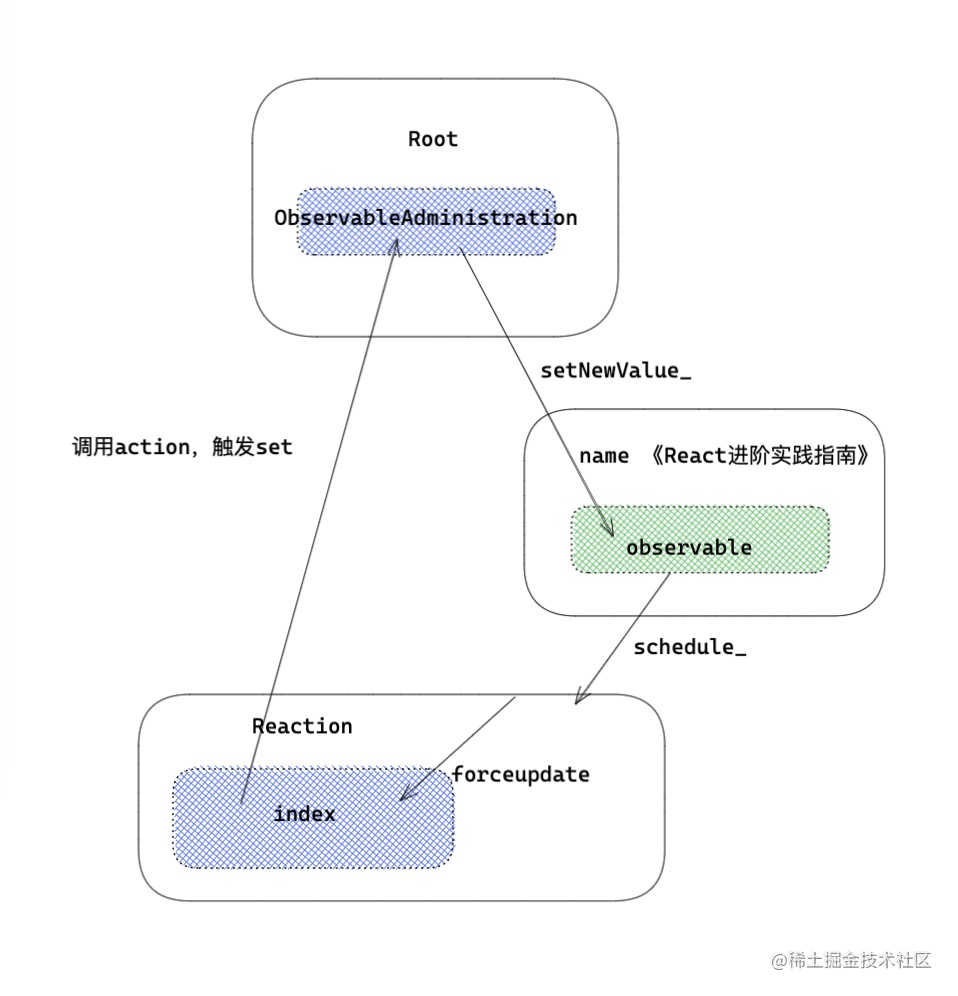 Root
ObservableAdministration
setNewValue_
调用action，触发set
name 《React进阶实践指南》
observable
schedule_
Reaction
forceupdate
index
@稀土掘金技术社区